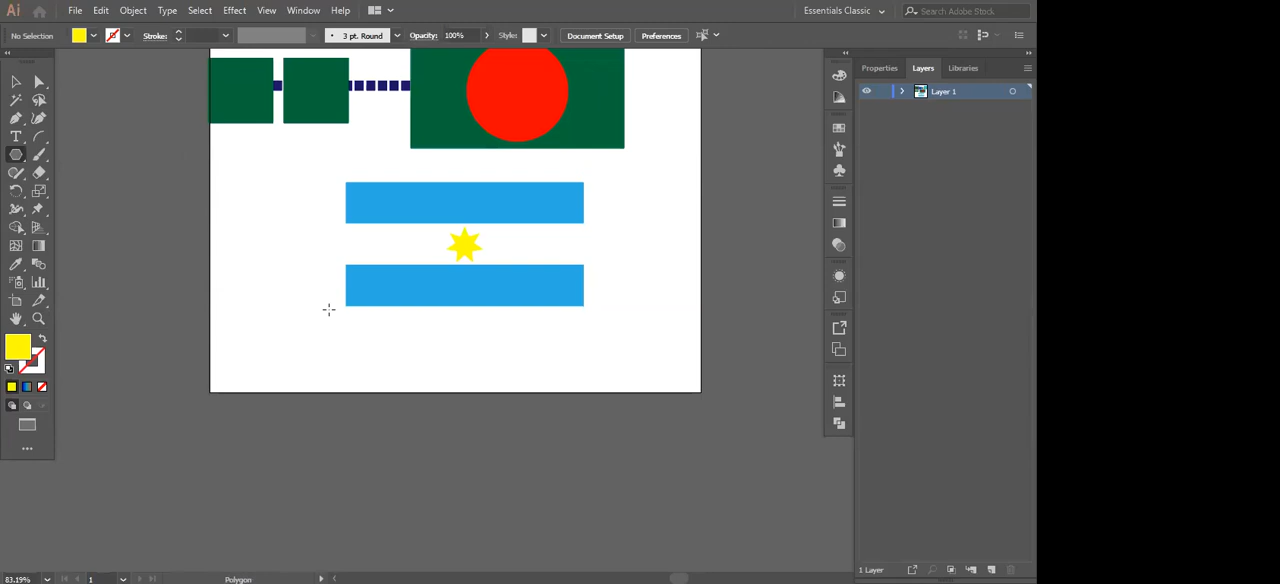 Ai File Edit Object Type Select Effect View Window Help Essentials Classic Search Adobe Stock
No Selection Stroke: 3 pt. Round Opacity: 100% Style: Document Setup Preferences
Properties Layers Libraries
Layer 1
T
1 Layer
83.19% 1 Polygon